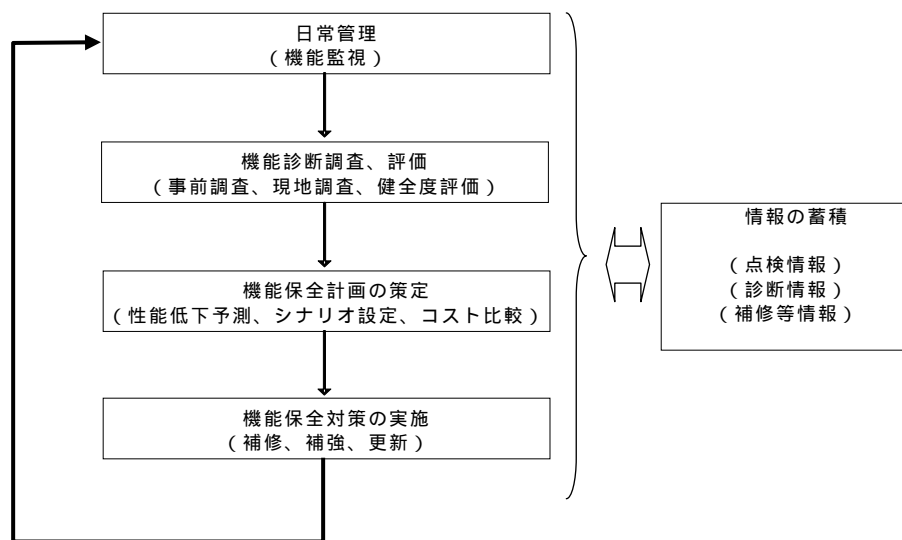 日常管理
(機能監視)
機能診断調査、評価
(事前調査、現地調査、健全度評価)
機能保全計画の策定
(性能低下予測、シナリオ設定、コスト比較)
機能保全対策の実施
(補修、補強、更新)
情報の蓄積
(点検情報)
(診断情報)
(補修等情報)